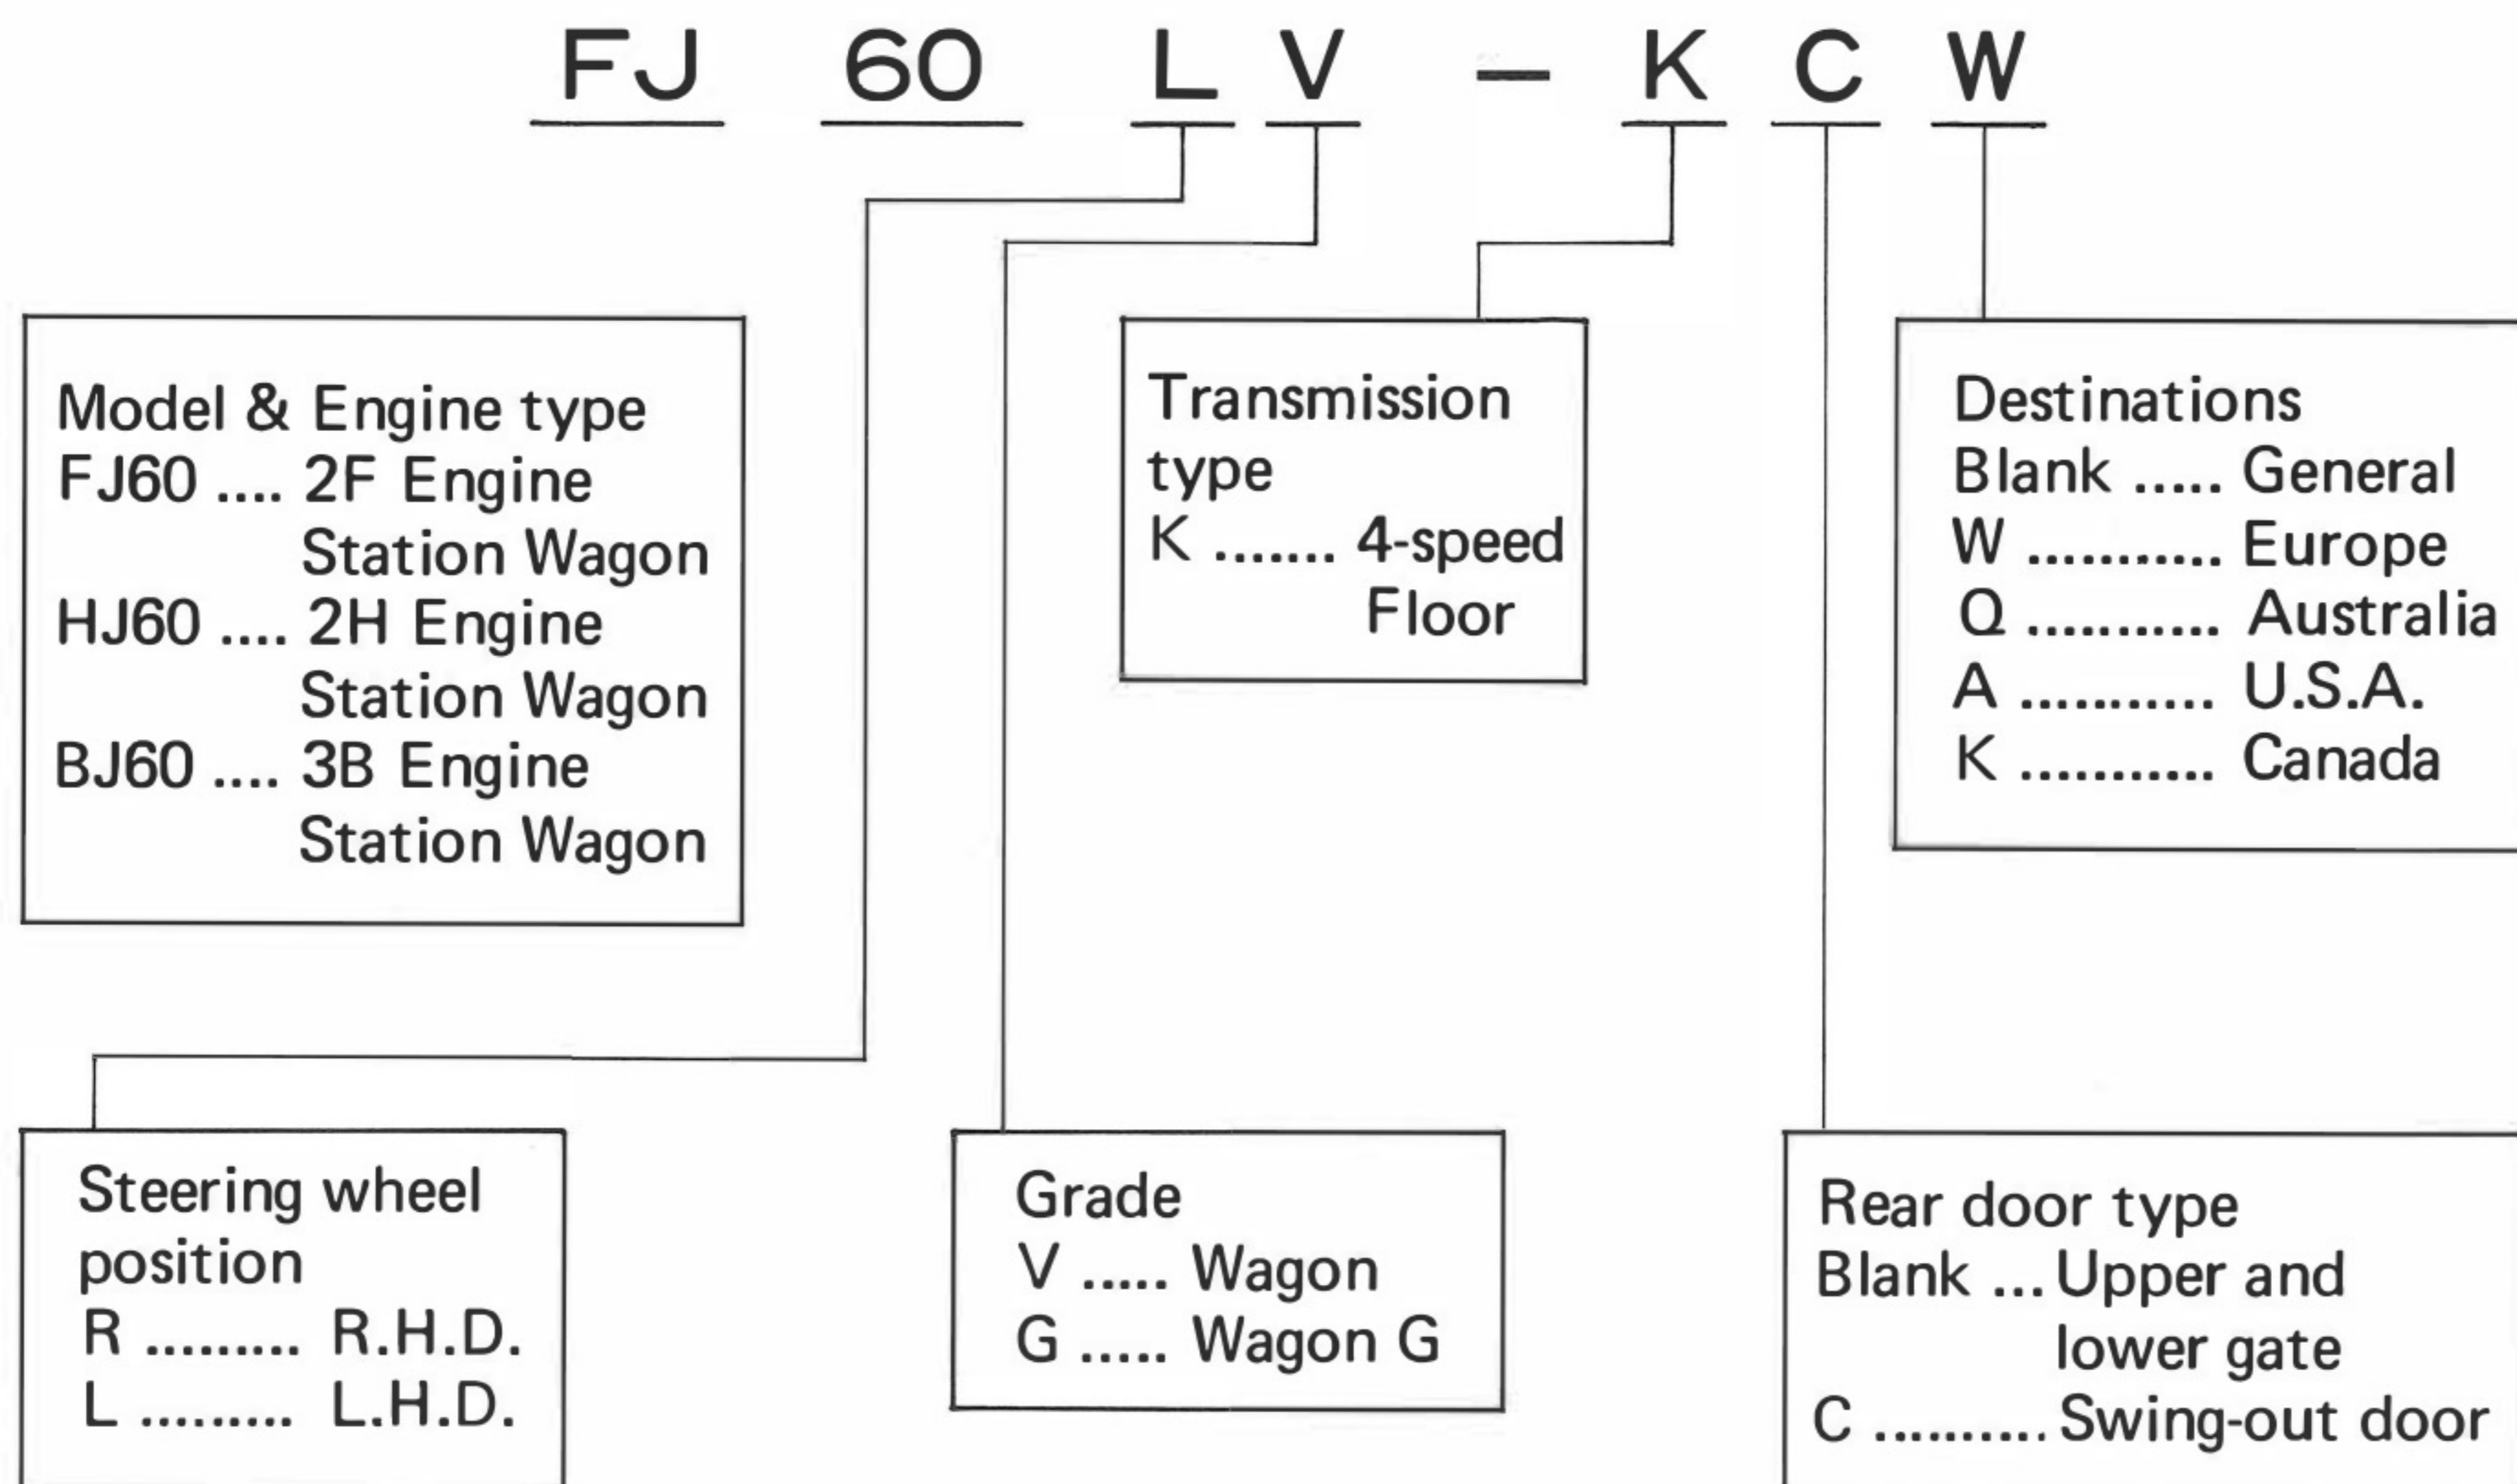 FJ 60 L V – K C W
Model & Engine type
FJ60 .... 2F Engine
Station Wagon
HJ60 .... 2H Engine
Station Wagon
BJ60 .... 3B Engine
Station Wagon
Transmission
type
K ....... 4-speed
Floor
Destinations
Blank ..... General
W ........... Europe
Q ........... Australia
A ........... U.S.A.
K ........... Canada
Steering wheel
position
R ......... R.H.D.
L ......... L.H.D.
Grade
V ..... Wagon
G ..... Wagon G
Rear door type
Blank ... Upper and
lower gate
C .......... Swing-out door